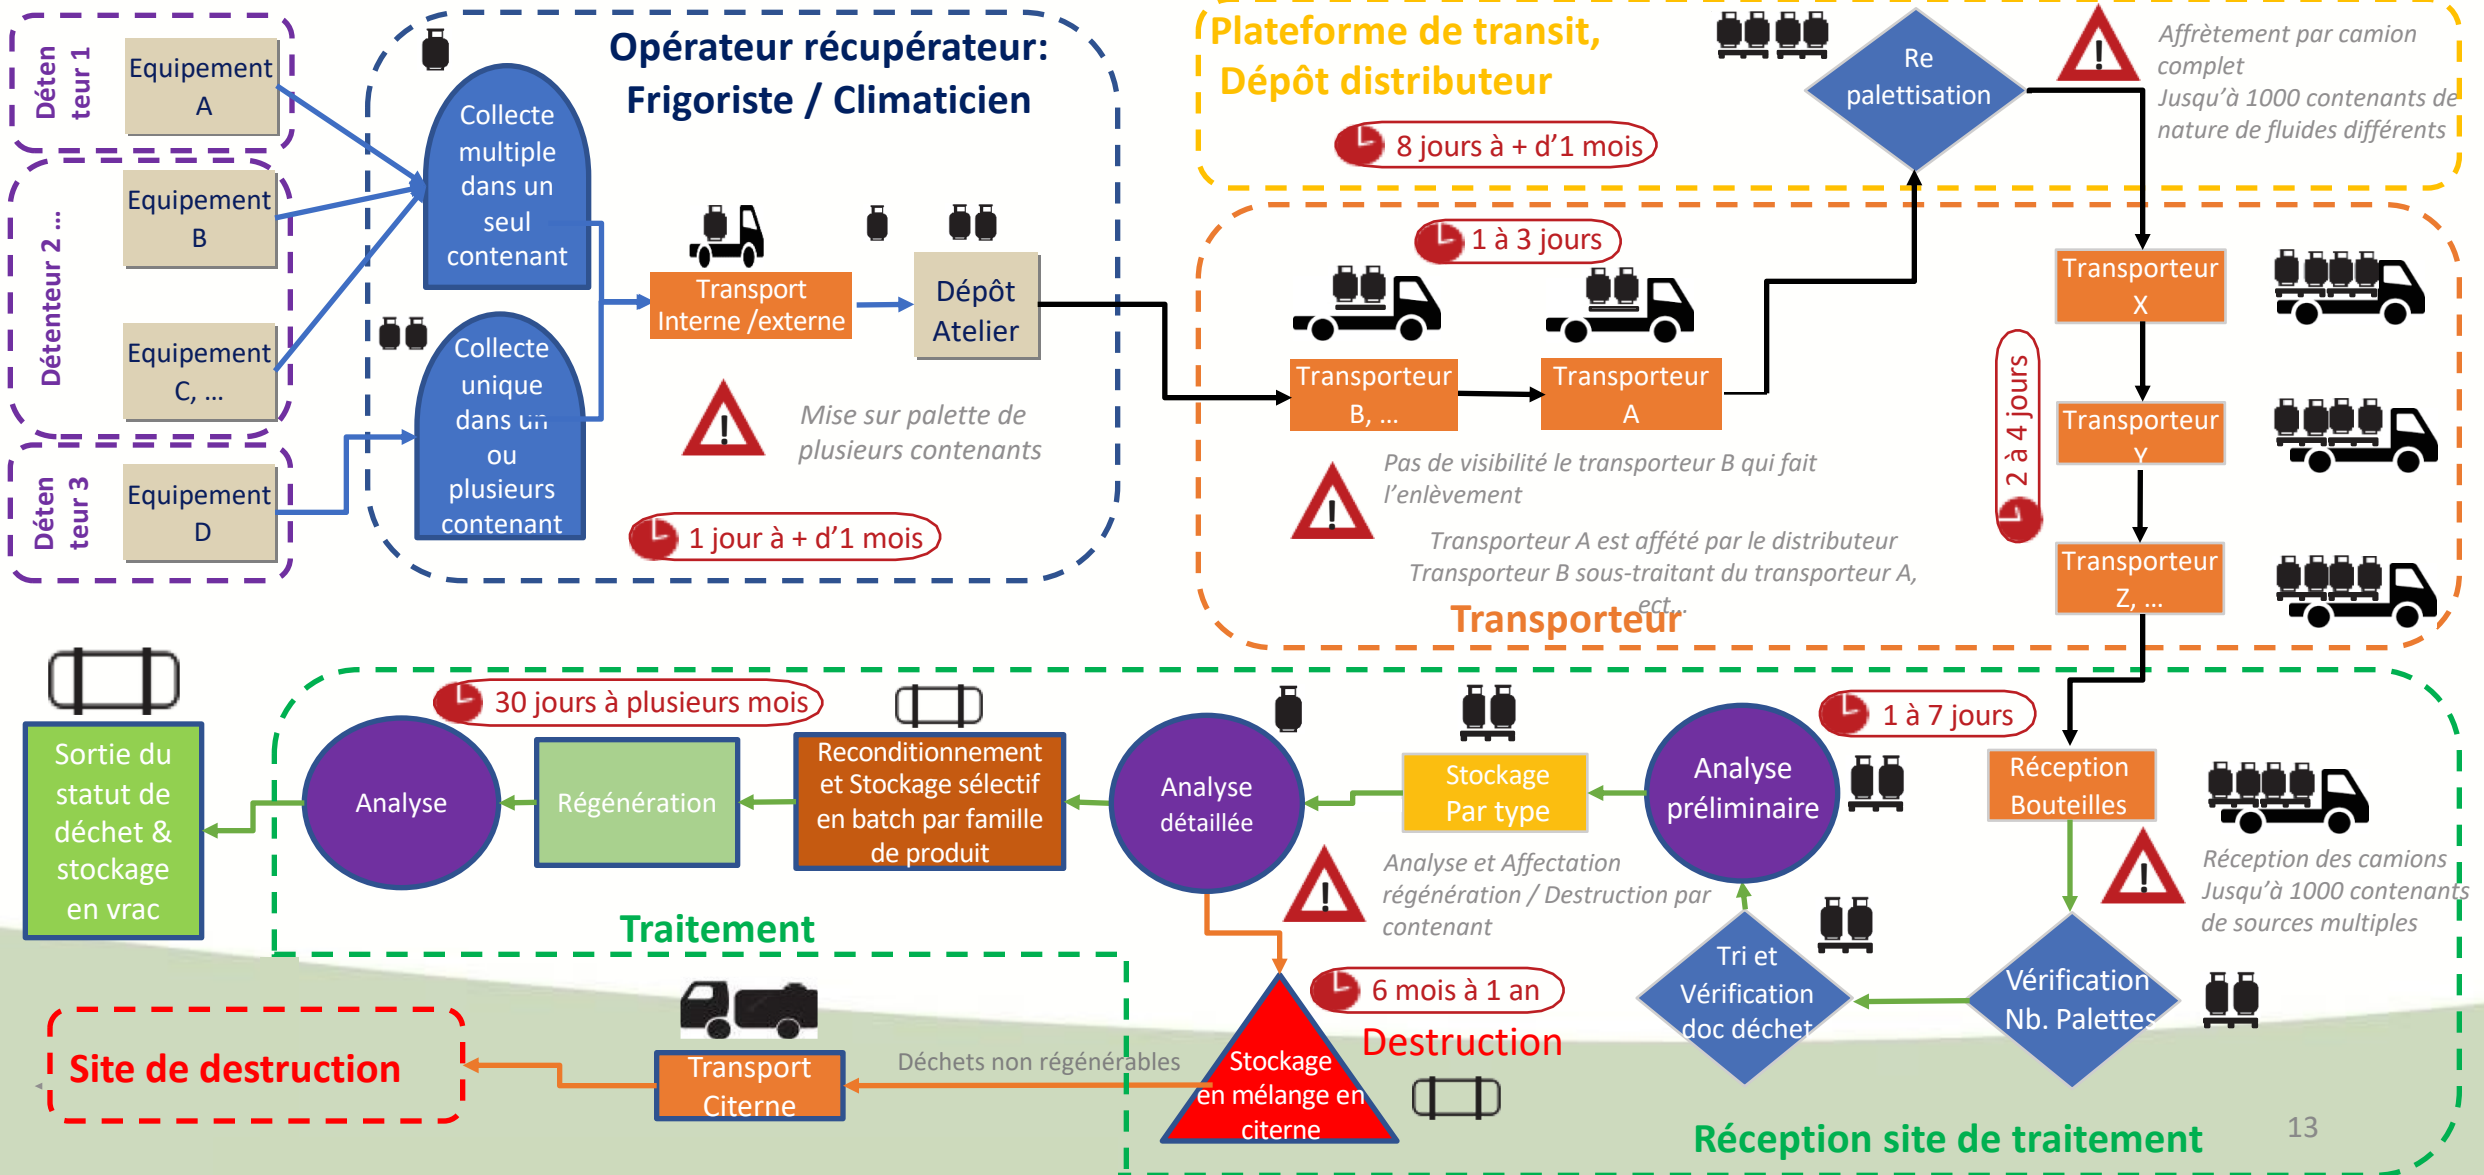 Déten
teur 1
Equipement
A
Détenteur 2 ...
Equipement
B
Equipement
C, ...
Déten
teur 3
Equipement
D
Opérateur récupérateur:
Frigoriste / Climaticien
Collecte
multiple
dans un
seul
contenant
Collecte
unique
dans un
ou
plusieurs
contenant
Transport
Interne /externe
Dépôt
Atelier
Mise sur palette de
plusieurs contenants
1 jour à + d'1 mois
Plateforme de transit,
Dépôt distributeur
8 jours à + d'1 mois
Re
palettisation
Affrètement par camion
complet
Jusqu'à 1000 contenants de
nature de fluides différents
1 à 3 jours
Transporteur
B, ...
Transporteur
A
Pas de visibilité le transporteur B qui fait
l'enlèvement
Transporteur A est affété par le distributeur
Transporteur B sous-traitant du transporteur A,
ect...
Transporteur
2 à 4 jours
Transporteur
X
Transporteur
Y
Transporteur
Z, ...
Sortie du
statut de
déchet &
stockage
en vrac
30 jours à plusieurs mois
Analyse
Régénération
Reconditionnement
et Stockage sélectif
en batch par famille
de produit
Analyse
détaillée
Stockage
Par type
Analyse
préliminaire
1 à 7 jours
Réception
Bouteilles
Réception des camions
Jusqu'à 1000 contenants
de sources multiples
Analyse et Affectation
régénération / Destruction par
contenant
Traitement
Tri et
Vérification
doc déchet
Vérification
Nb. Palettes
6 mois à 1 an
Destruction
Stockage
en mélange en
citerne
Déchets non régénérables
Transport
Citerne
Site de destruction
Réception site de traitement
13